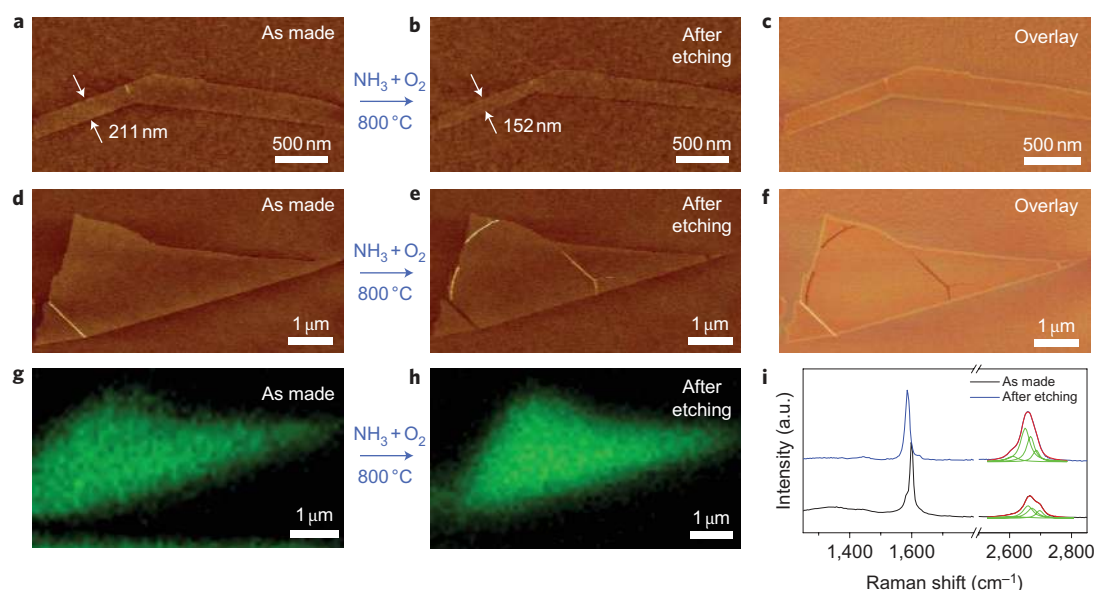 a
As made
211 nm
500 nm
NH₃ + O₂
800 °C
b
After
etching
152 nm
500 nm
c
Overlay
500 nm
d
As made
1 μm
NH₃ + O₂
800 °C
e
After
etching
1 μm
f
Overlay
1 μm
g
As made
1 μm
NH₃ + O₂
800 °C
h
After
etching
1 μm
i
As made
After etching
Intensity (a.u.)
1,400 1,600 2,600 2,800
Raman shift (cm⁻¹)